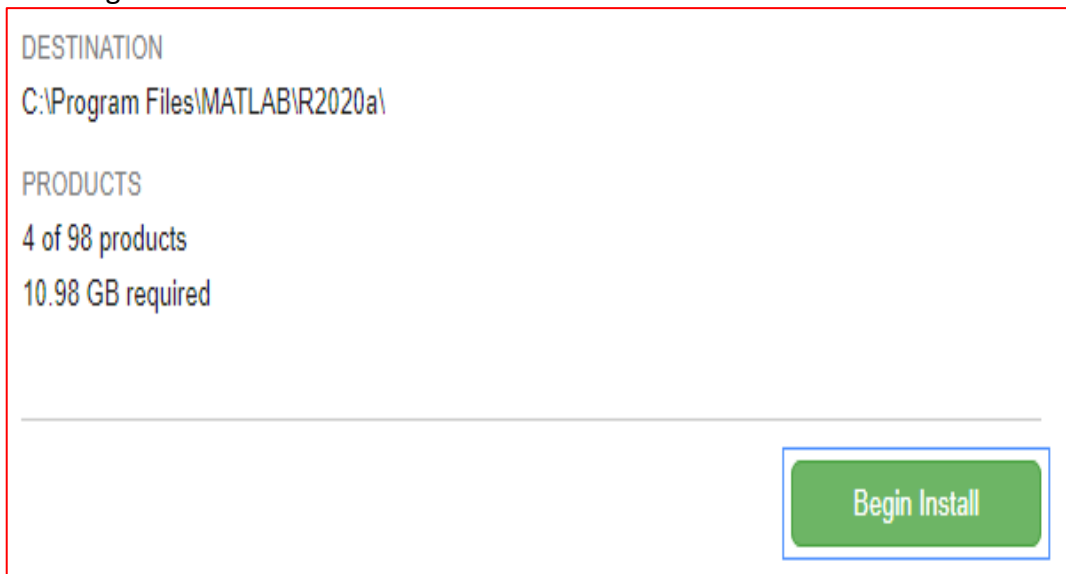 DESTINATION
C:\Program Files\MATLAB\R2020a\
PRODUCTS
4 of 98 products
10.98 GB required
Begin Install